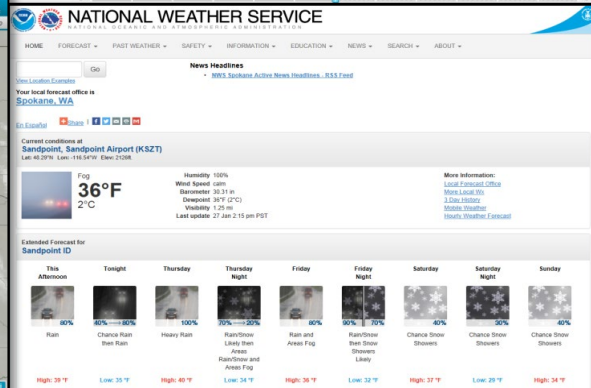 NATIONAL WEATHER SERVICE
NATIONAL OCEANIC AND ATMOSPHERIC ADMINISTRATION
HOME FORECAST PAST WEATHER SAFETY INFORMATION EDUCATION NEWS SEARCH ABOUT
Go
News Headlines
View Location Examples
• NWS Spokane Active News Headlines - RSS Feed
Your local forecast office is
Spokane, WA
En Español Share |
Current conditions at
Sandpoint, Sandpoint Airport (KSZT)
Lat: 48.29°N Lon: -116.56°W Elev: 2126ft.
Fog
36°F
2°C
Humidity 100%
Wind Speed calm
Barometer 30.31 in
Dewpoint 36°F (2°C)
Visibility 1.25 mi
Last update 27 Jan 2:15 pm PST
More Information:
Local Forecast Office
More Local Wx
3 Day History
Mobile Weather
Hourly Weather Forecast
Extended Forecast for
Sandpoint ID
This Afternoon
80%
Rain
High: 39 °F
Tonight
40% 80%
Chance Rain then Rain
Low: 35 °F
Thursday
100%
Heavy Rain
High: 40 °F
Thursday Night
70% 20%
Rain/Snow Likely then Areas Rain/Snow and Areas Fog
Low: 34 °F
Friday
80%
Rain and Areas Fog
High: 36 °F
Friday Night
90% 70%
Rain/Snow then Snow Showers Likely
Low: 32 °F
Saturday
40%
Chance Snow Showers
High: 37 °F
Saturday Night
30%
Chance Snow Showers
Low: 29 °F
Sunday
40%
Chance Snow Showers
High: 34 °F